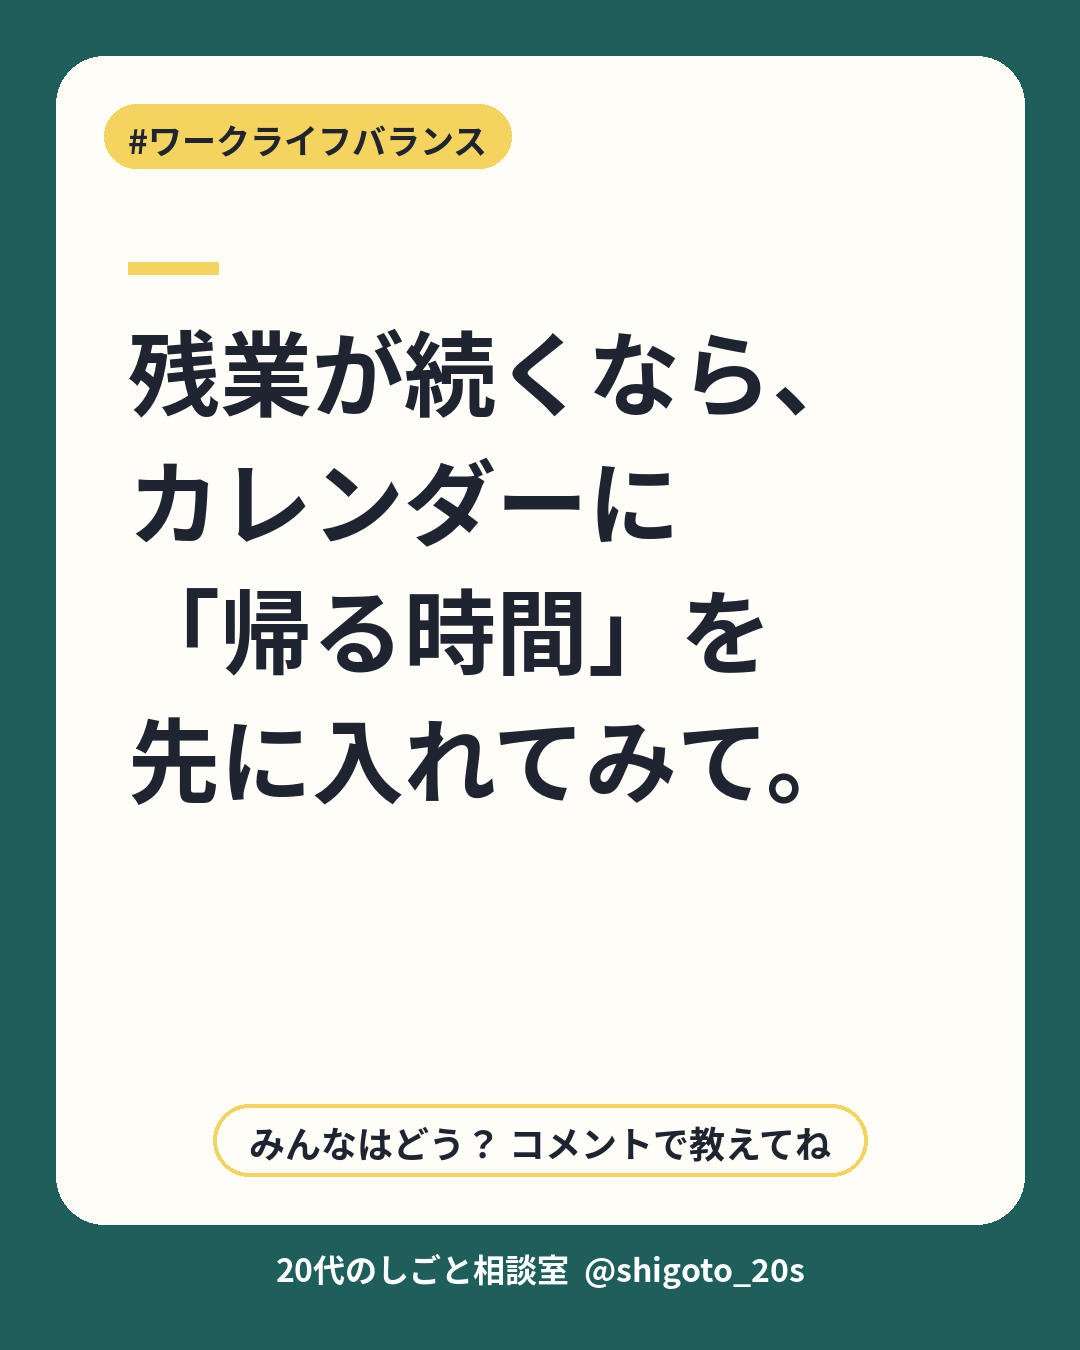 #ワークライフバランス
残業が続くなら、
カレンダーに
「帰る時間」を
先に入れてみて。
みんなはどう？ コメントで教えてね
20代のしごと相談室 @shigoto_20s